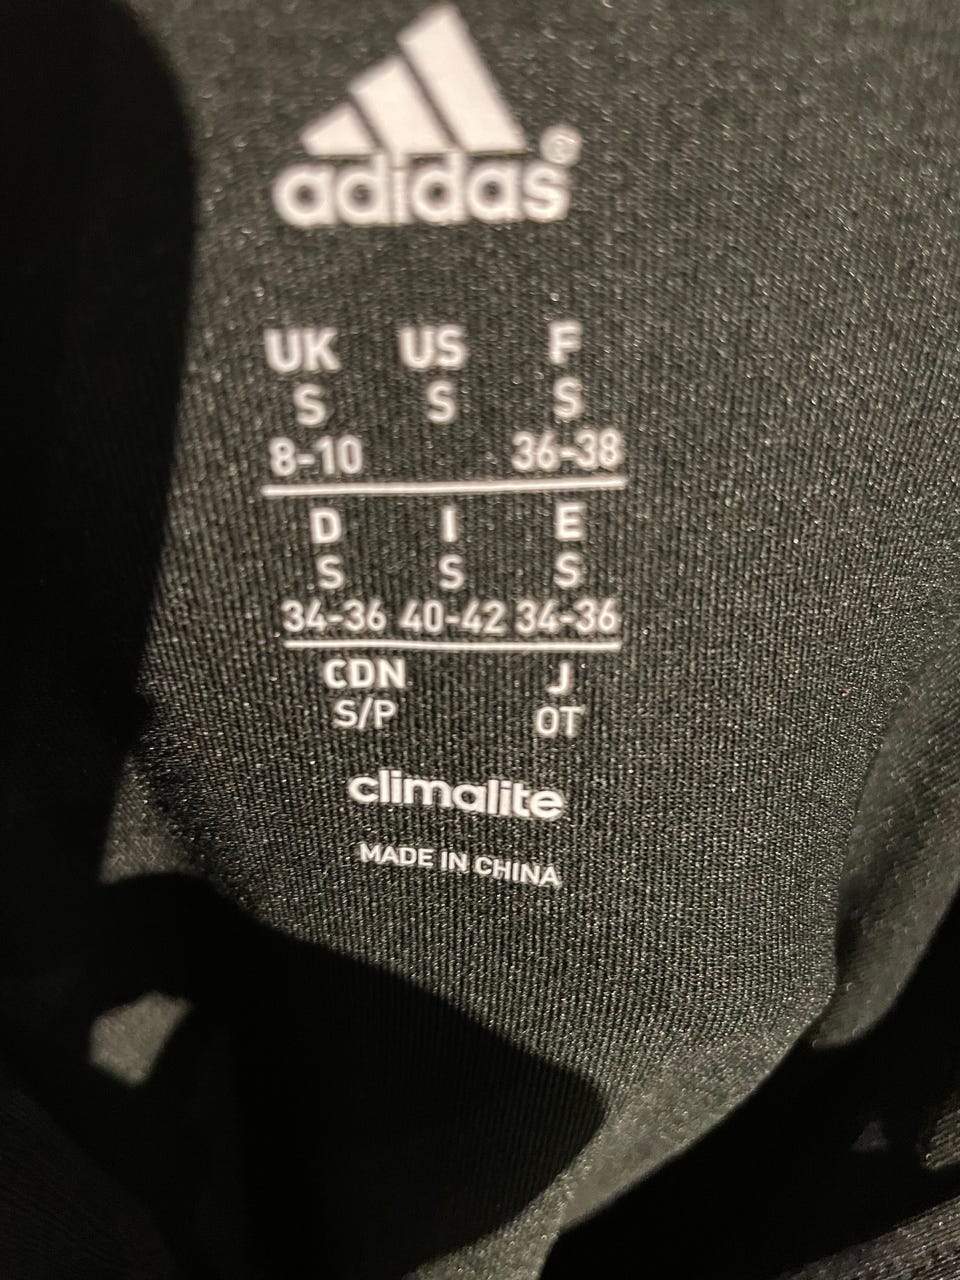 adidas®
UK US F
S S S
8-10 36-38
D I E
S S S
34-36 40-42 34-36
CDN J
S/P OT
climalite
MADE IN CHINA